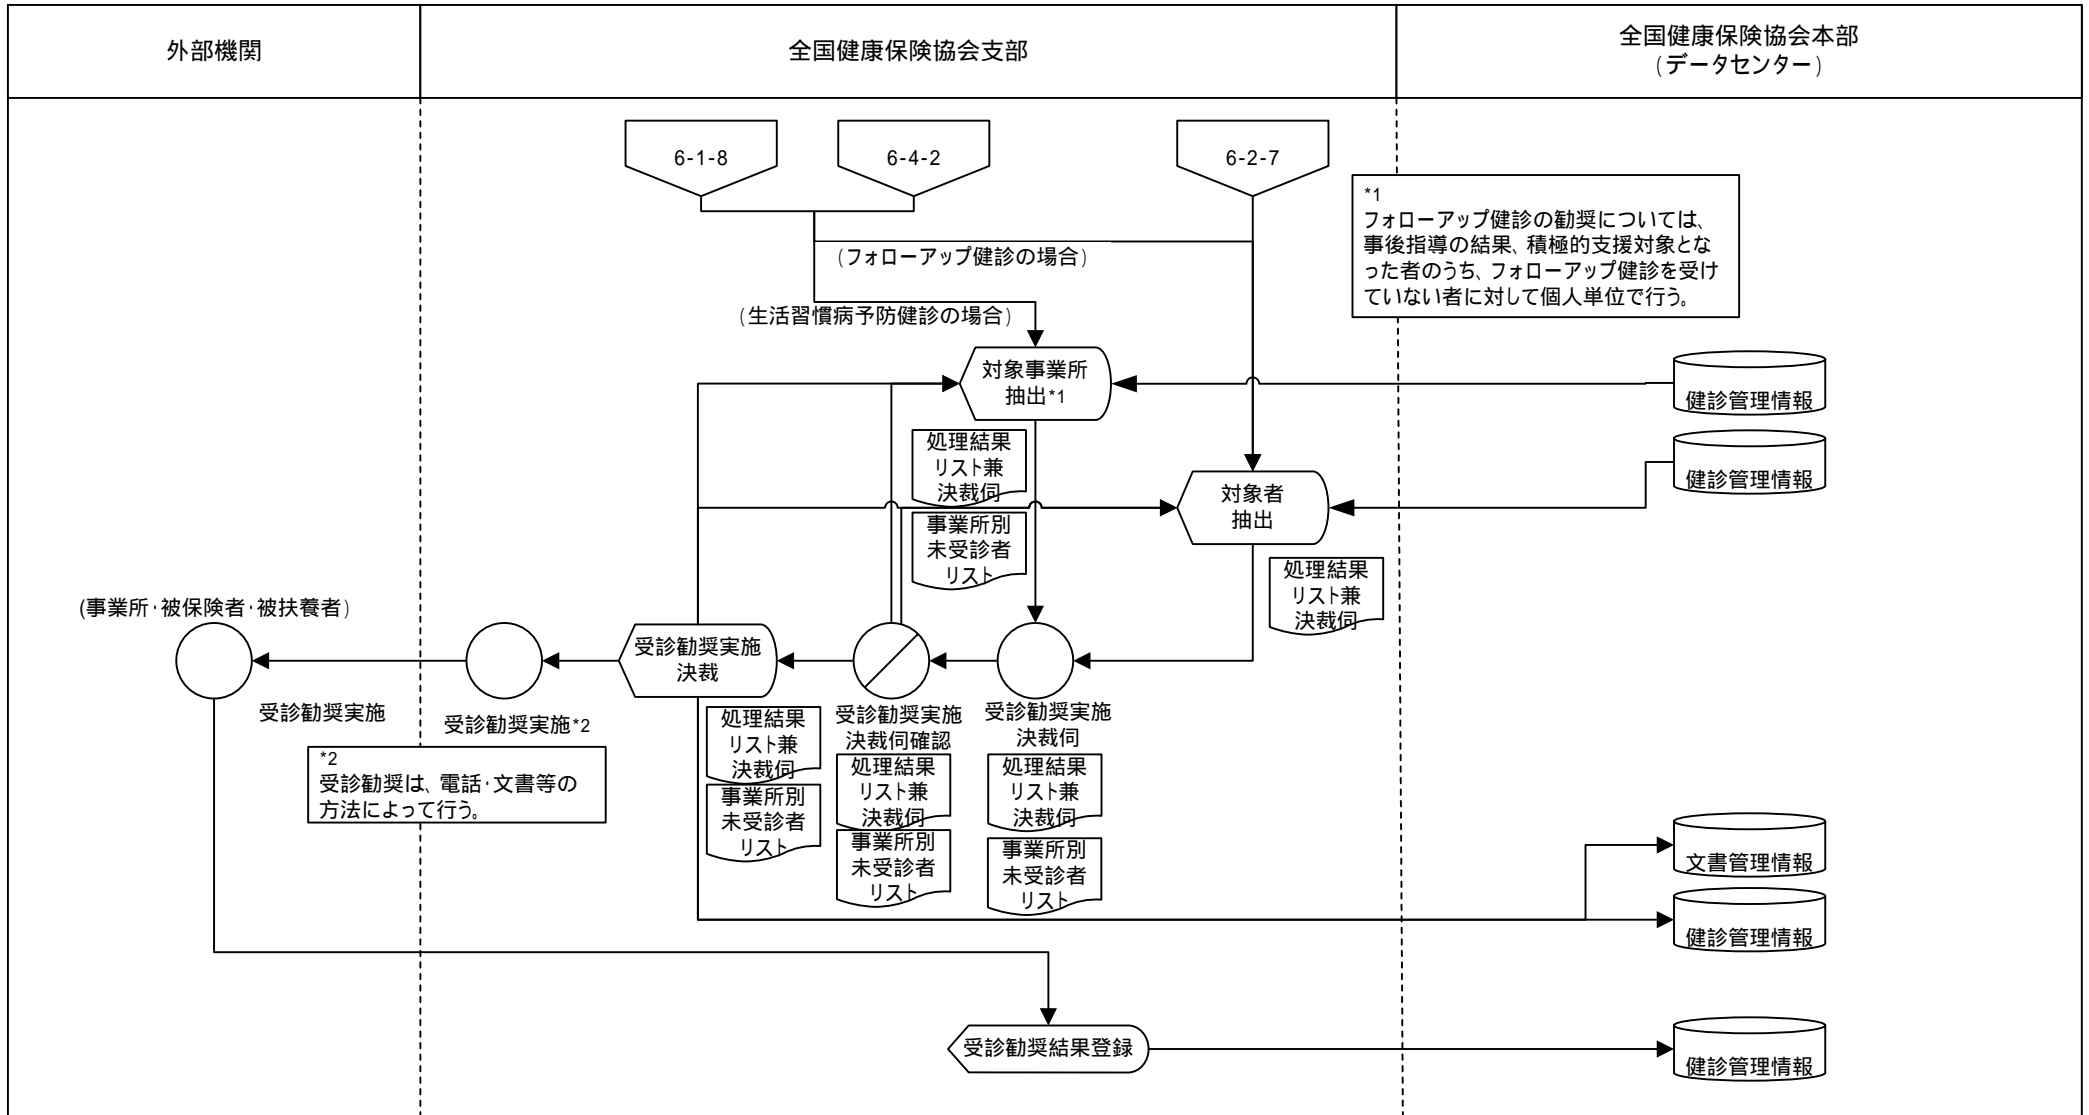 外部機関
全国健康保険協会支部
全国健康保険協会本部
(データセンター)
6-1-8
6-4-2
6-2-7
*1
フォローアップ健診の勧奨については、
事後指導の結果、積極的支援対象とな
った者のうち、フォローアップ健診を受け
ていない者に対して個人単位で行う。
(フォローアップ健診の場合)
(生活習慣病予防健診の場合)
対象事業所
抽出*1
健診管理情報
処理結果
リスト兼
決裁伺
健診管理情報
対象者
抽出
事業所別
未受診者
リスト
処理結果
リスト兼
決裁伺
(事業所・被保険者・被扶養者)
受診勧奨実施
決裁
受診勧奨実施
受診勧奨実施*2
受診勧奨実施
決裁伺確認
受診勧奨実施
決裁伺
*2
受診勧奨は、電話・文書等の
方法によって行う。
処理結果
リスト兼
決裁伺
事業所別
未受診者
リスト
処理結果
リスト兼
決裁伺
事業所別
未受診者
リスト
処理結果
リスト兼
決裁伺
事業所別
未受診者
リスト
文書管理情報
健診管理情報
受診勧奨結果登録
健診管理情報